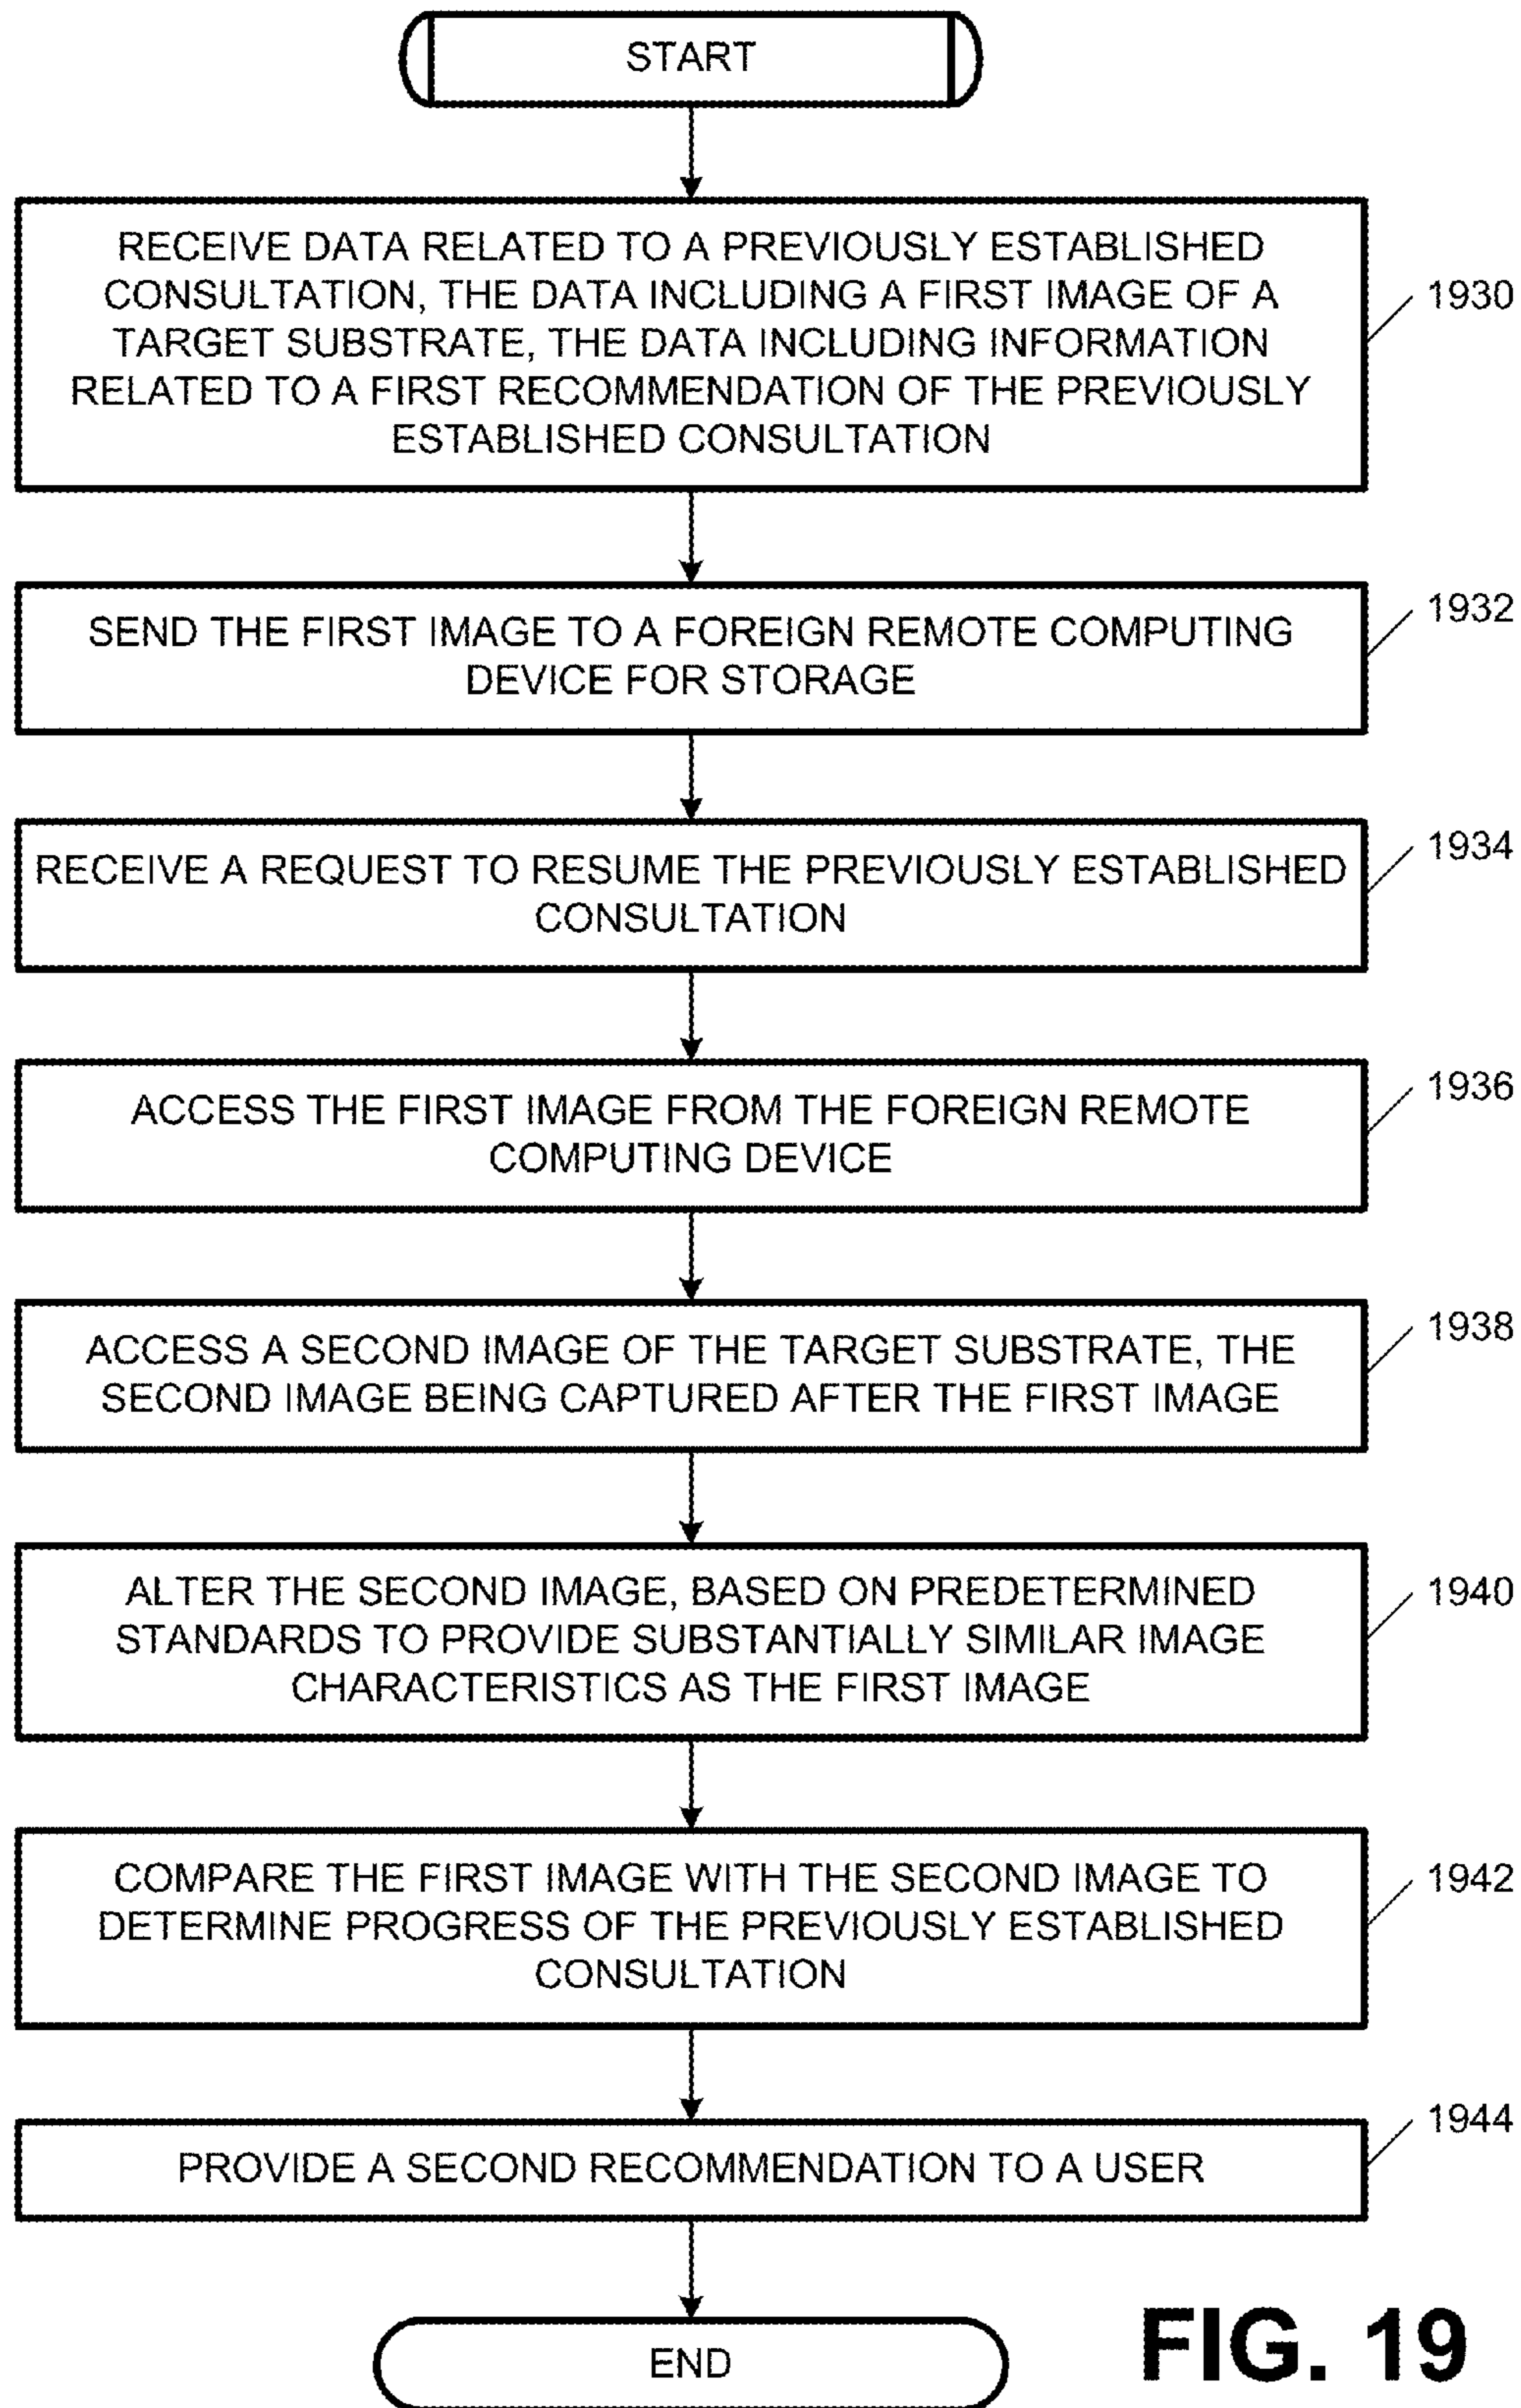 START
RECEIVE DATA RELATED TO A PREVIOUSLY ESTABLISHED
CONSULTATION, THE DATA INCLUDING A FIRST IMAGE OF A
TARGET SUBSTRATE, THE DATA INCLUDING INFORMATION
RELATED TO A FIRST RECOMMENDATION OF THE PREVIOUSLY
ESTABLISHED CONSULTATION
1930
SEND THE FIRST IMAGE TO A FOREIGN REMOTE COMPUTING
DEVICE FOR STORAGE
1932
RECEIVE A REQUEST TO RESUME THE PREVIOUSLY ESTABLISHED
CONSULTATION
1934
ACCESS THE FIRST IMAGE FROM THE FOREIGN REMOTE
COMPUTING DEVICE
1936
ACCESS A SECOND IMAGE OF THE TARGET SUBSTRATE, THE
SECOND IMAGE BEING CAPTURED AFTER THE FIRST IMAGE
1938
ALTER THE SECOND IMAGE, BASED ON PREDETERMINED
STANDARDS TO PROVIDE SUBSTANTIALLY SIMILAR IMAGE
CHARACTERISTICS AS THE FIRST IMAGE
1940
COMPARE THE FIRST IMAGE WITH THE SECOND IMAGE TO
DETERMINE PROGRESS OF THE PREVIOUSLY ESTABLISHED
CONSULTATION
1942
PROVIDE A SECOND RECOMMENDATION TO A USER
1944
END
FIG. 19